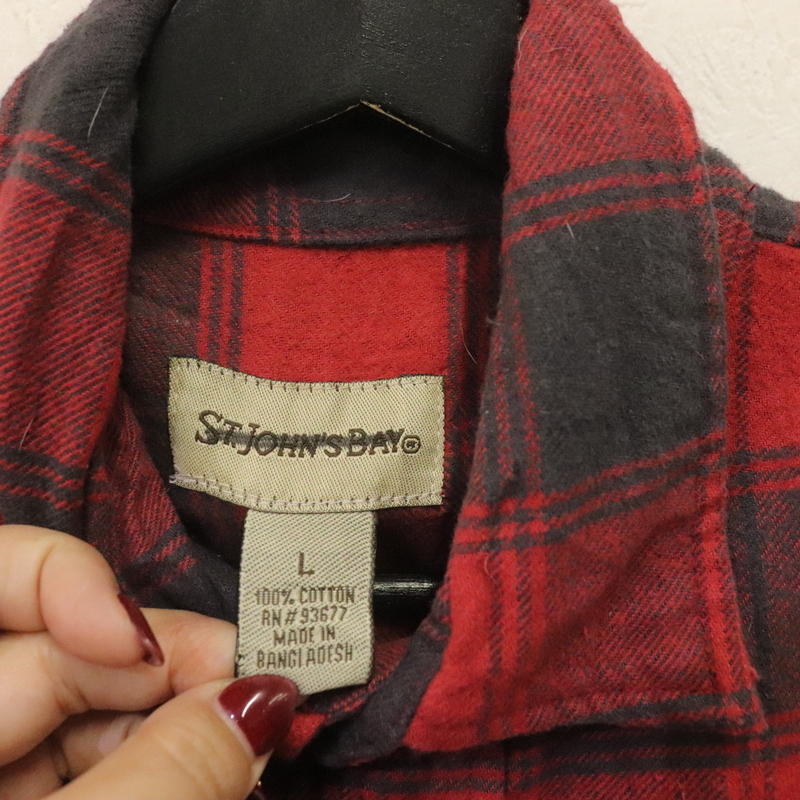 ST. JOHN'S BAY®
L
100% COTTON
RN # 93677
MADE IN
BANGLADESH